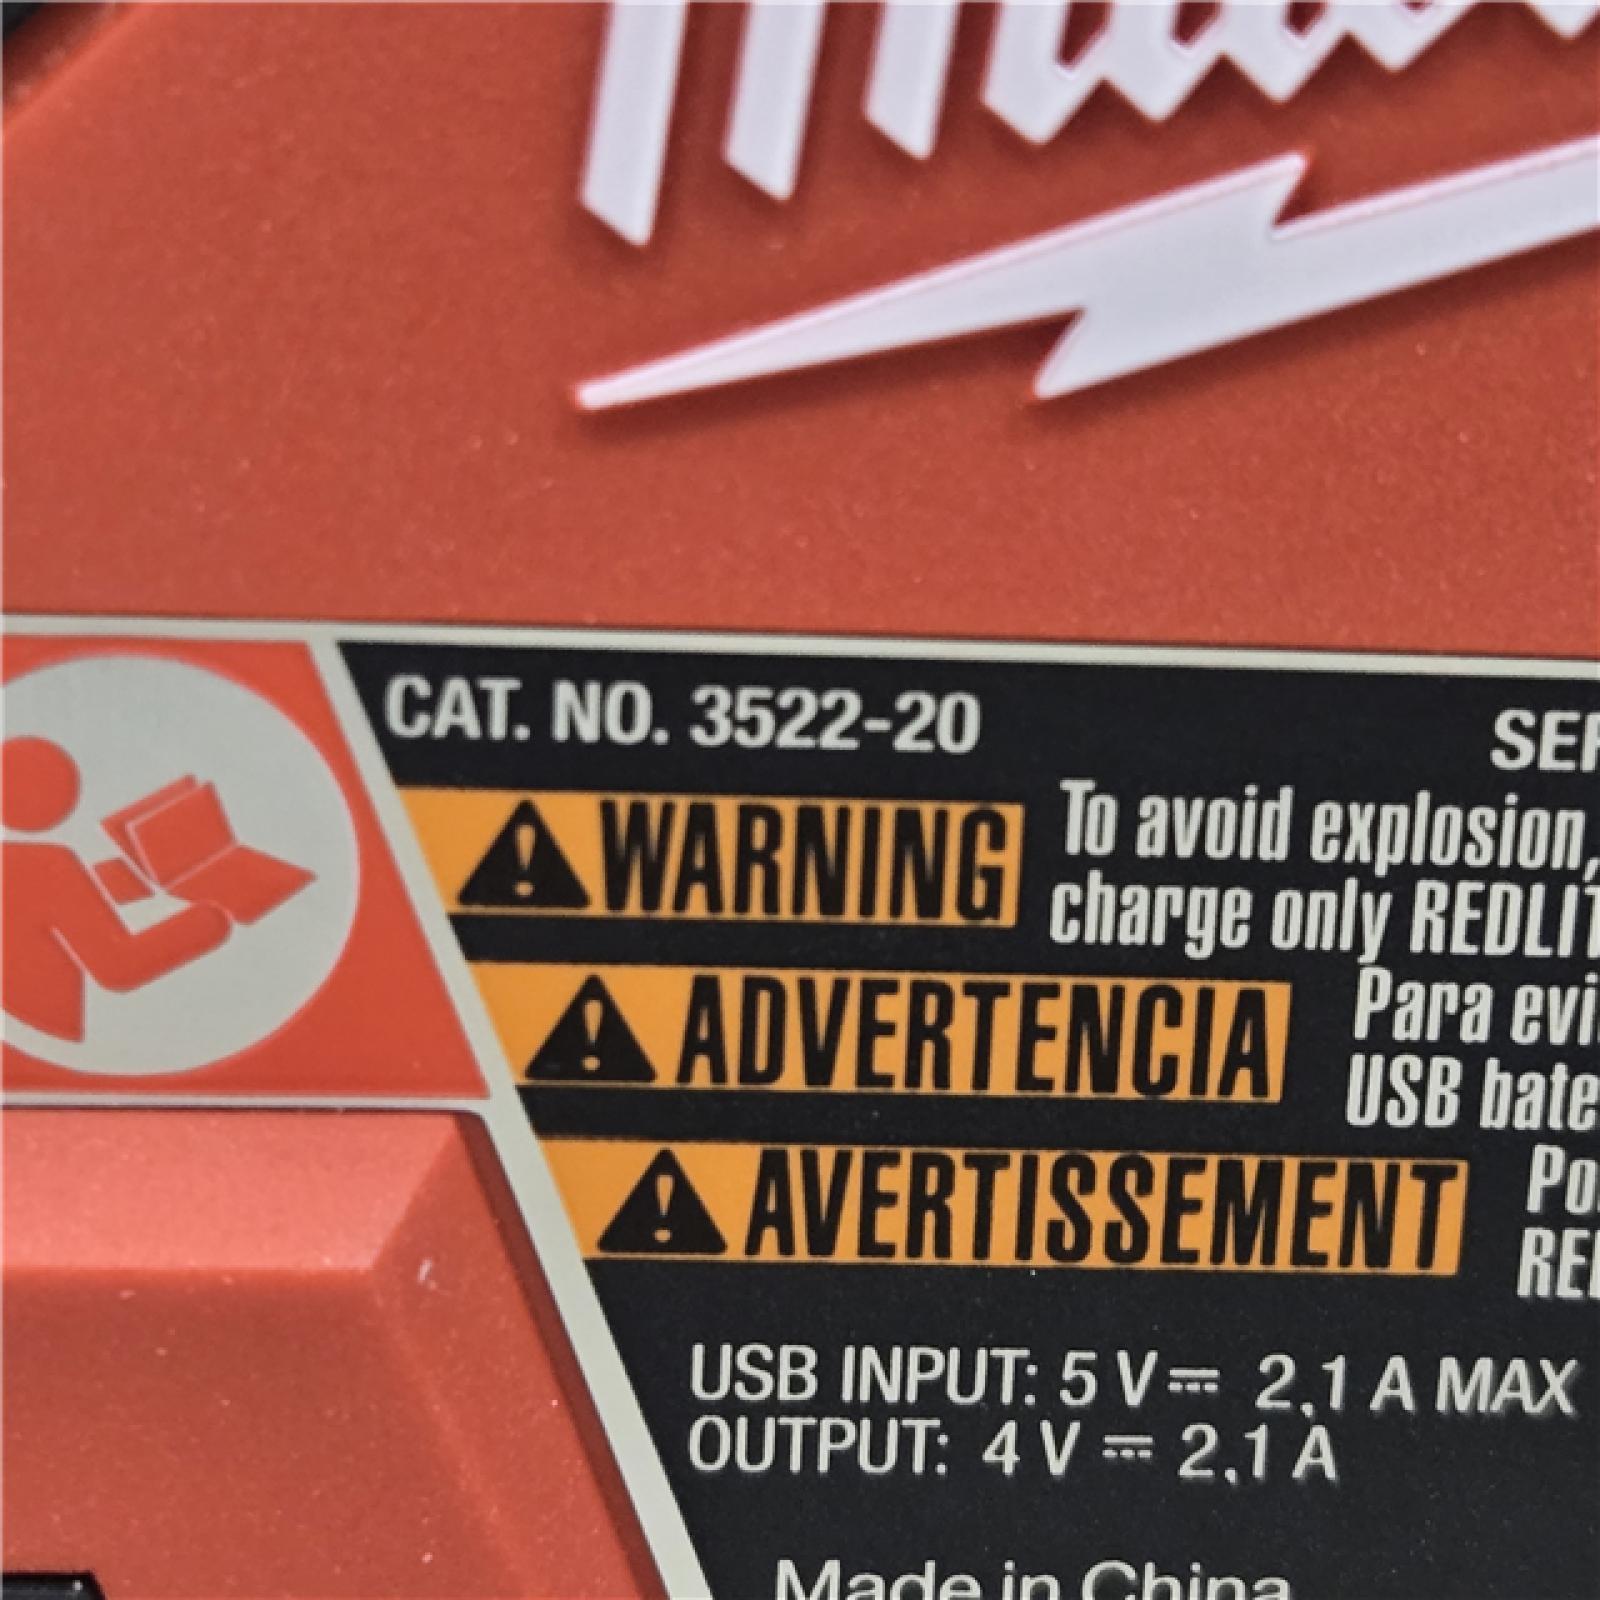 CAT. NO. 3522-20
WARNING To avoid explosion,
charge only
ADVERTENCIA Para
USB
AVERTISSEMENT
USB INPUT: 5 V⎓ 2.1 A MAX
OUTPUT: 4 V ⎓ 2.1 A
Made in China